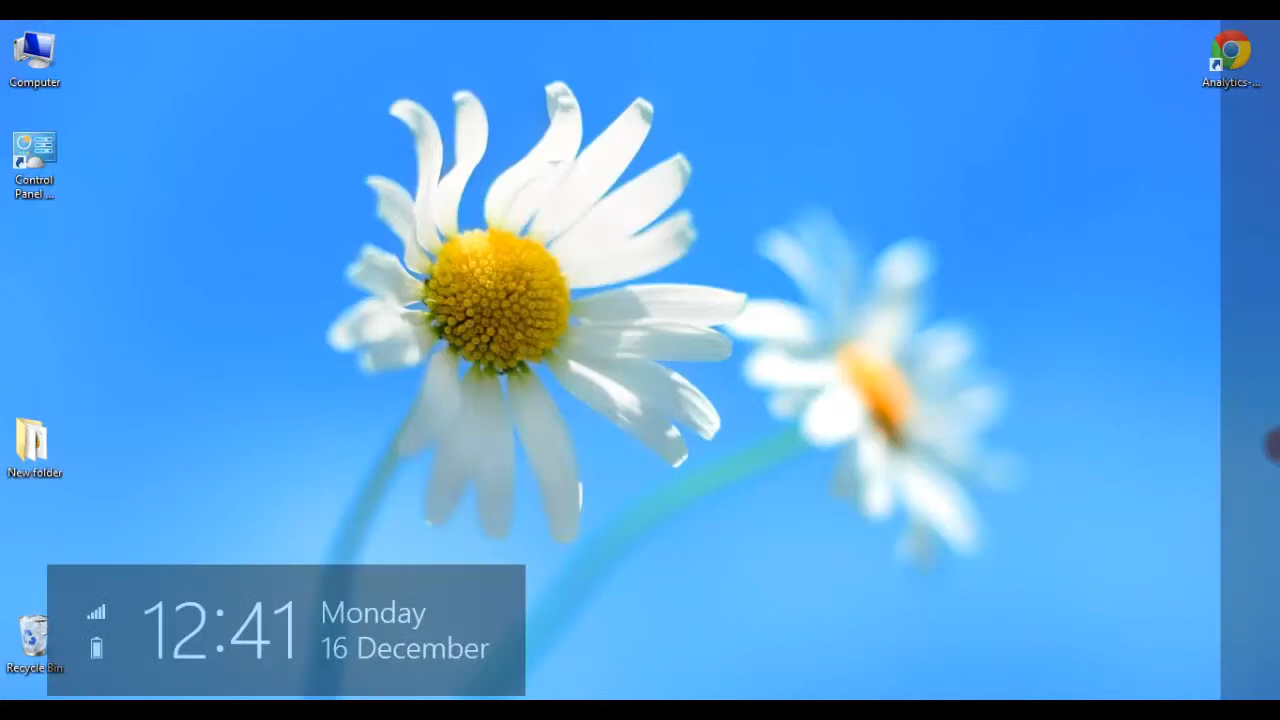 Computer
Analytics-...
Control
Panel ...
New folder
12:41
Monday
16 December
Recycle Bin